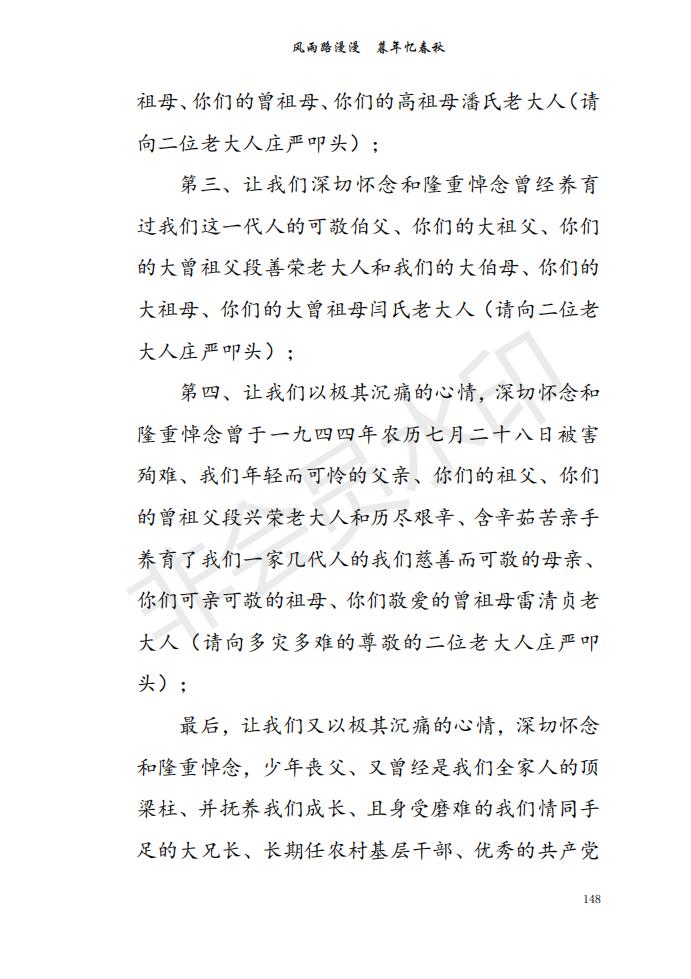 风雨路漫漫　暮年忆春秋
祖母、你们的曾祖母、你们的高祖母潘氏老大人（请
向二位老大人庄严叩头）；
第三、让我们深切怀念和隆重悼念曾经养育
过我们这一代人的可敬伯父、你们的大祖父、你们
的大曾祖父段善荣老大人和我们的大伯母、你们的
大祖母、你们的大曾祖母闫氏老大人（请向二位老
大人庄严叩头）；
第四、让我们以极其沉痛的心情，深切怀念和
隆重悼念曾于一九四四年农历七月二十八日被害
殉难、我们年轻而可怜的父亲、你们的祖父、你们
的曾祖父段兴荣老大人和历尽艰辛、含辛茹苦亲手
养育了我们一家几代人的我们慈善而可敬的母亲、
你们可亲可敬的祖母、你们敬爱的曾祖母雷清贞老
大人（请向多灾多难的尊敬的二位老大人庄严叩
头）；
最后，让我们又以极其沉痛的心情，深切怀念
和隆重悼念，少年丧父、又曾经是我们全家人的顶
梁柱、并抚养我们成长、且身受磨难的我们情同手
足的大兄长、长期任农村基层干部、优秀的共产党
148
非会员水印